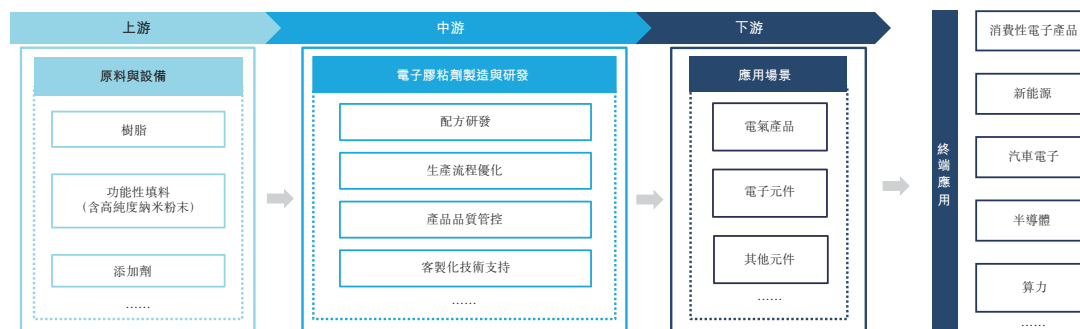 上游
中游
下游
原料與設備
樹脂
功能性填料
（含高純度納米粉末）
添加劑
......
電子膠粘劑製造與研發
配方研發
生產流程優化
產品品質管控
客製化技術支持
......
應用場景
電氣產品
電子元件
其他元件
......
終端應用
消費性電子產品
新能源
汽車電子
半導體
算力
......